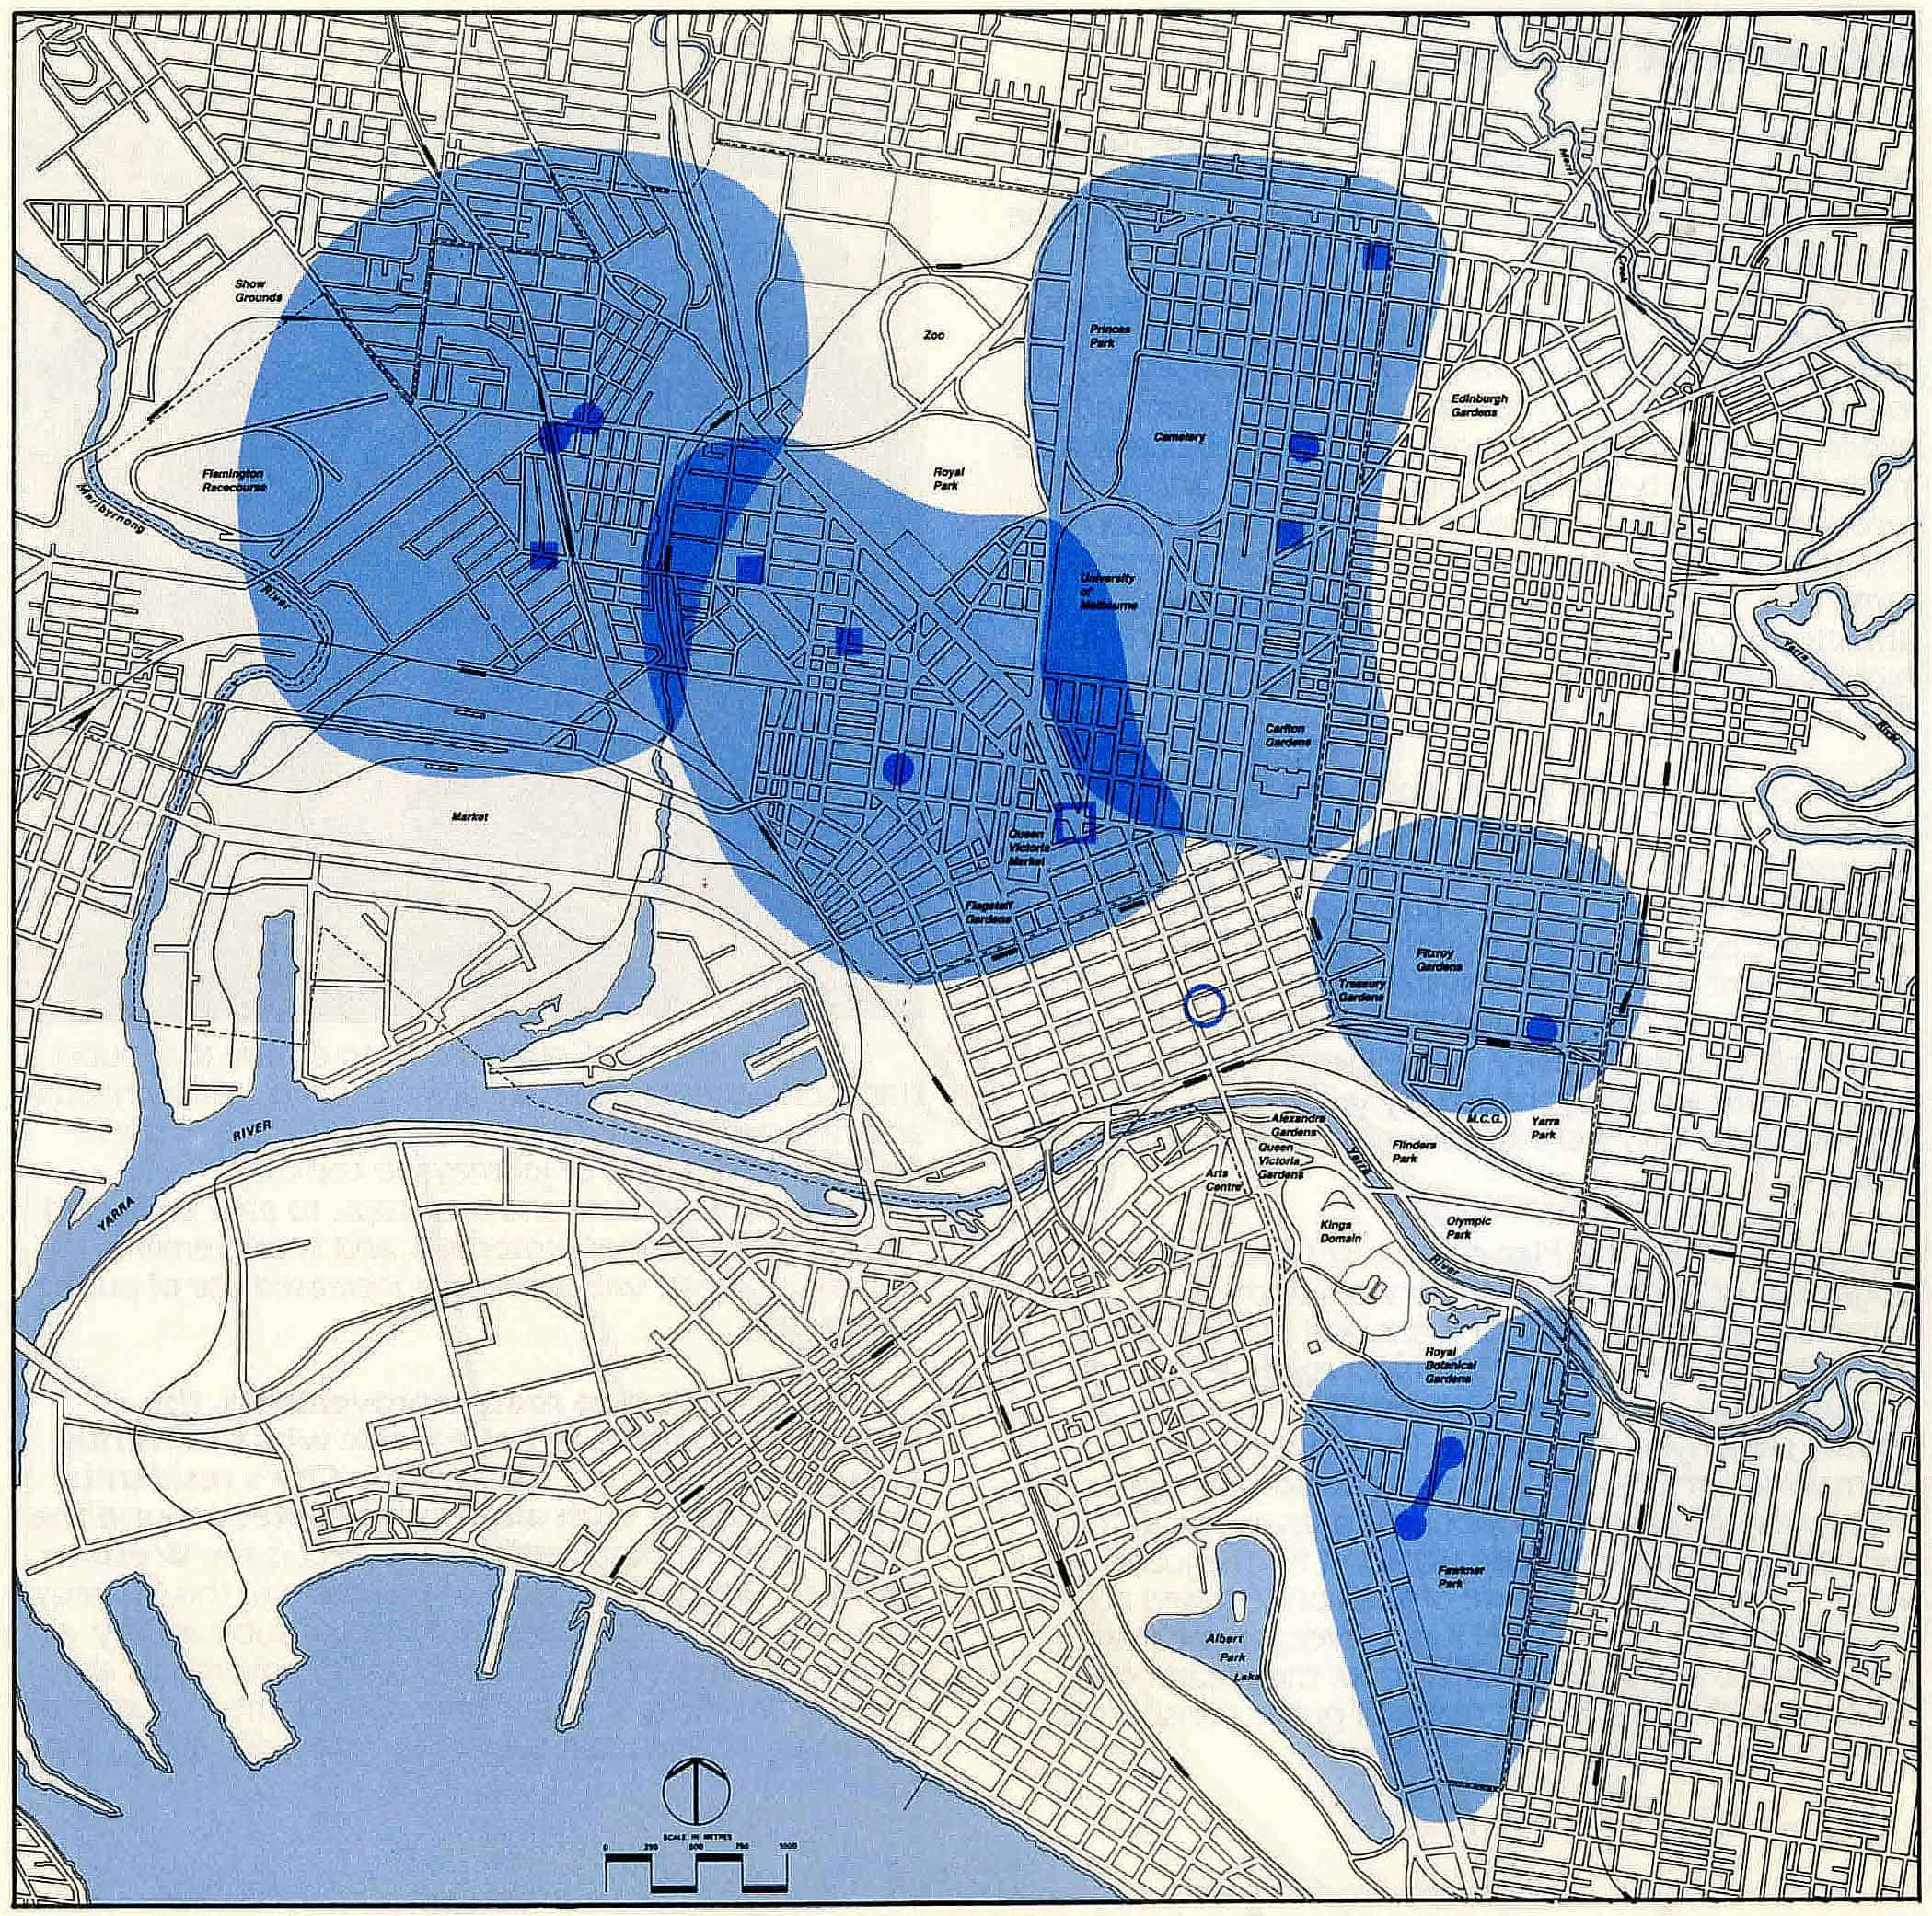 Show
Grounds
Zoo
Princes
Park
Edinburgh
Gardens
Cemetery
Flemington
Racecourse
Royal
Park
Maribyrnong
River
University
of
Melbourne
Yarra
River
Carlton
Gardens
Market
Queen
Victoria
Market
Flagstaff
Gardens
Fitzroy
Gardens
Treasury
Gardens
YARRA
RIVER
Alexandra
Gardens
Queen
Victoria
Gardens
Arts
Centre
Yarra
River
M.C.G.
Yarra
Park
Flinders
Park
Kings
Domain
Olympic
Park
Royal
Botanical
Gardens
Fawkner
Park
Albert
Park
Lake
SCALE IN METRES
0 250 500 750 1000